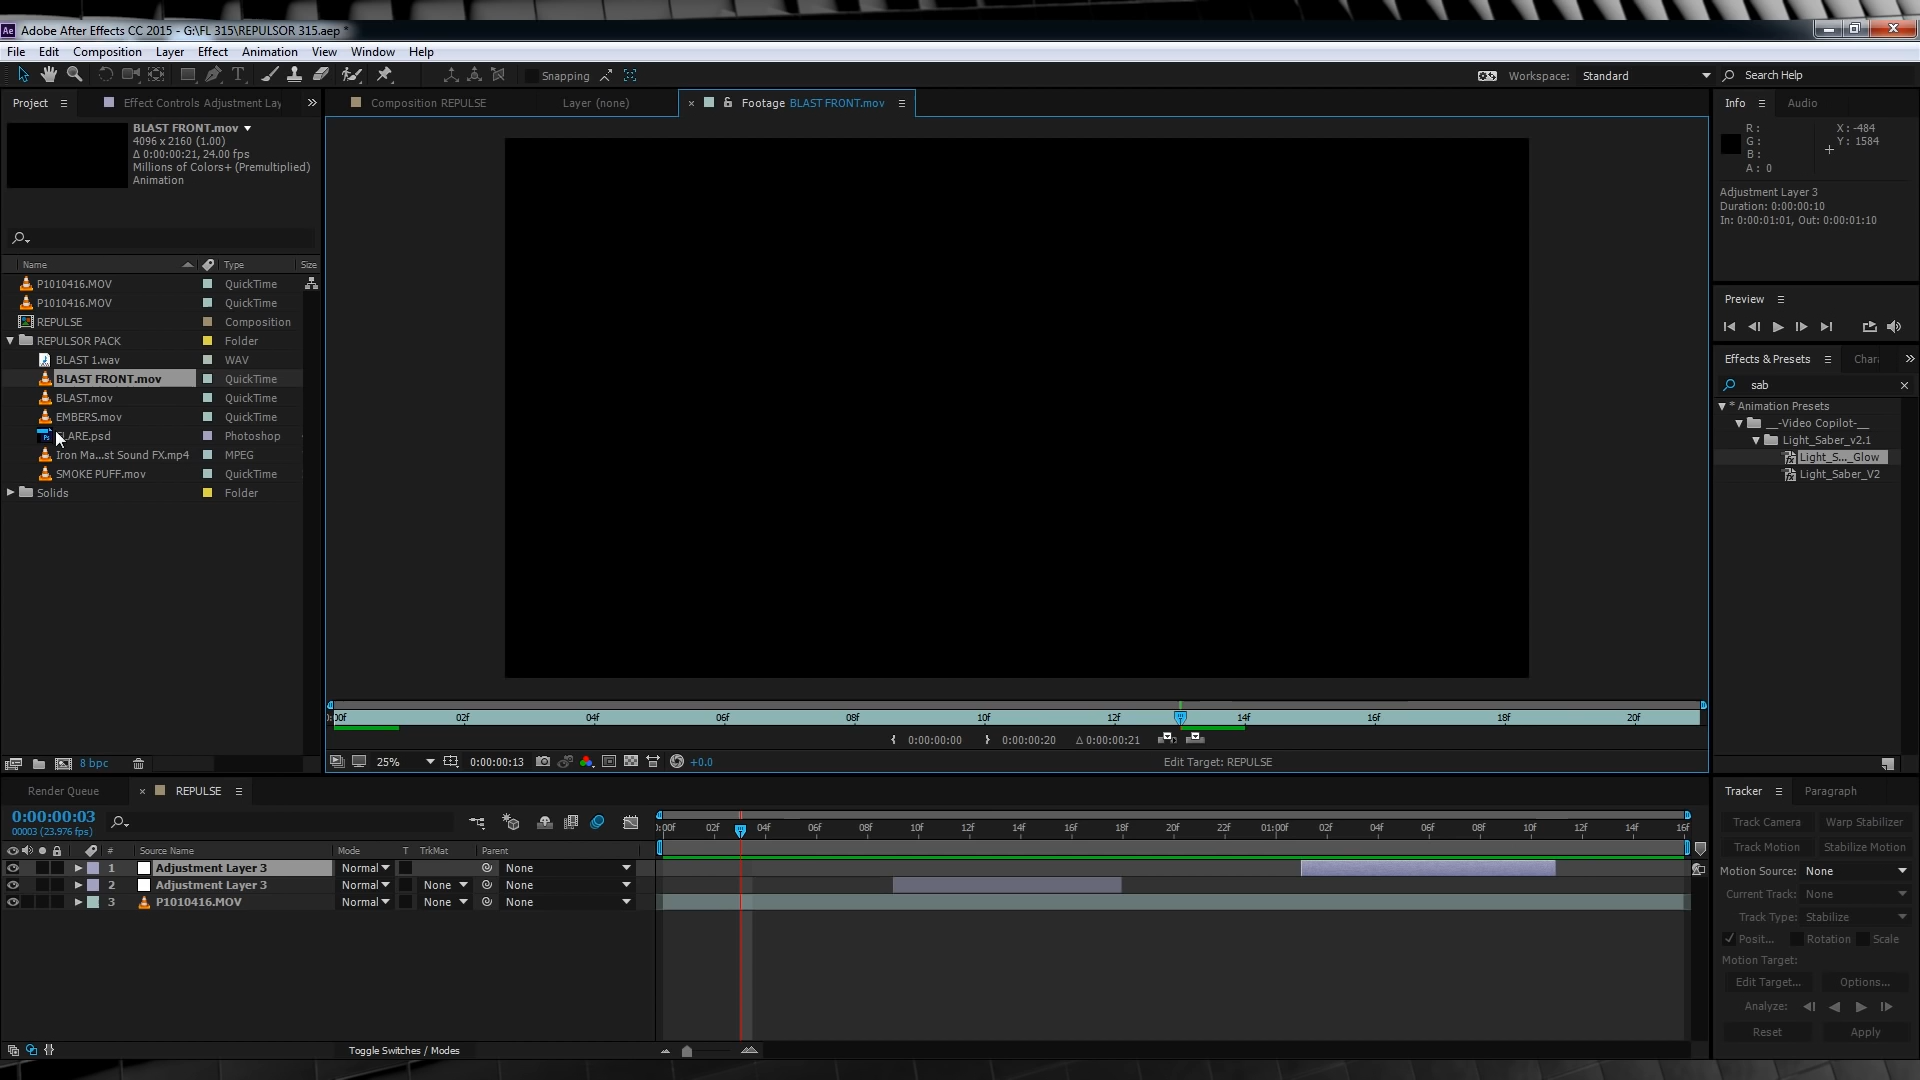 Adobe After Effects CC 2015 - G:\FL 315\REPULSOR 315.aep *
File Edit Composition Layer Effect Animation View Window Help
Snapping
Workspace: Standard
Search Help
Project
Effect Controls Adjustment Lay
Composition REPULSE
Layer (none)
Footage BLAST FRONT.mov
Info
Audio
BLAST FRONT.mov
4096 x 2160 (1.00)
Δ 0:00:00:21, 24.00 fps
Millions of Colors+ (Premultiplied)
Animation
R :
G :
B :
A : 0
X : -484
Y : 1584
Adjustment Layer 3
Duration: 0:00:00:10
In: 0:00:01:01, Out: 0:00:01:10
Name Type Size
P1010416.MOV QuickTime
P1010416.MOV QuickTime
REPULSE Composition
REPULSOR PACK Folder
BLAST 1.wav WAV
BLAST FRONT.mov QuickTime
BLAST.mov QuickTime
EMBERS.mov QuickTime
LARE.psd Photoshop
Iron Ma...st Sound FX.mp4 MPEG
SMOKE PUFF.mov QuickTime
Solids Folder
Preview
Effects & Presets
Chara
sab
* Animation Presets
__-Video Copilot-__
Light_Saber_v2.1
Light_S..._Glow
Light_Saber_V2
00f 02f 04f 06f 08f 10f 12f 14f 16f 18f 20f
0:00:00:00 0:00:00:20 Δ 0:00:00:21
8 bpc
25% 0:00:00:13 +0.0
Edit Target: REPULSE
Render Queue
REPULSE
0:00:00:03
00003 (23.976 fps)
:00f 02f 04f 06f 08f 10f 12f 14f 16f 18f 20f 22f 01:00f 02f 04f 06f 08f 10f 12f 14f 16f
# Source Name Mode T TrkMat Parent
1 Adjustment Layer 3 Normal None
2 Adjustment Layer 3 Normal None None
3 P1010416.MOV Normal None None
Toggle Switches / Modes
Tracker
Paragraph
Track Camera Warp Stabilizer
Track Motion Stabilize Motion
Motion Source: None
Current Track: None
Track Type: Stabilize
Posit... Rotation Scale
Motion Target:
Edit Target... Options...
Analyze:
Reset Apply